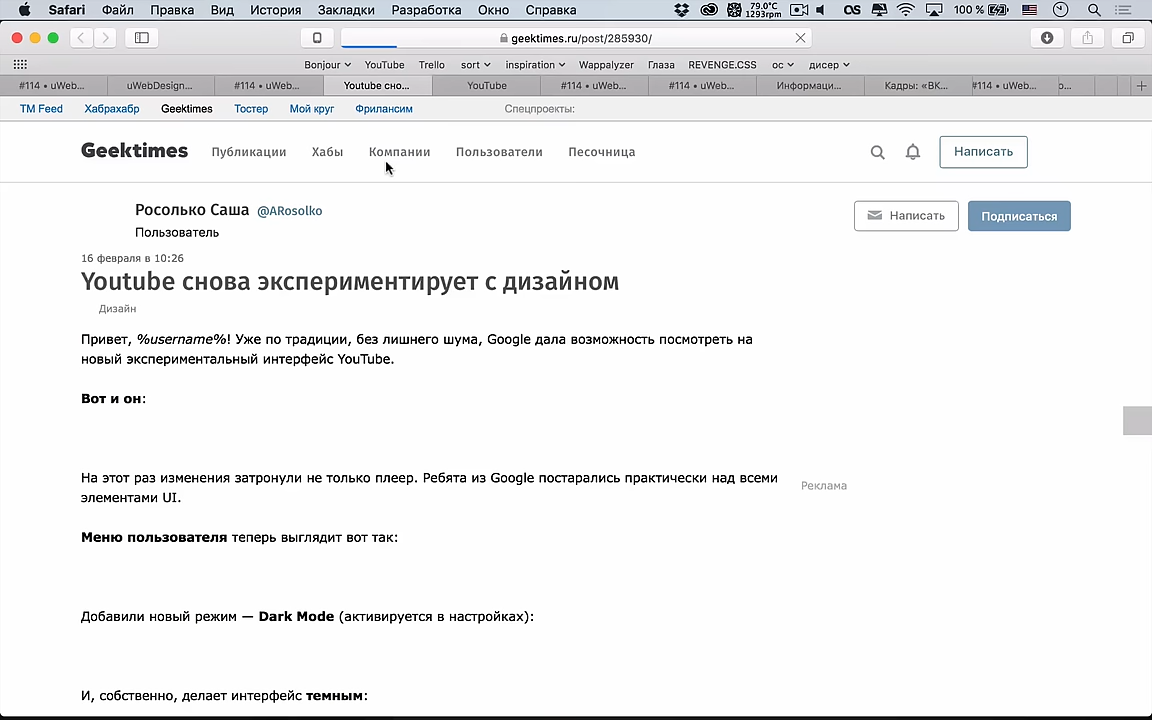 Safari Файл Правка Вид История Закладки Разработка Окно Справка 79.0°C 1293rpm 100 %
geektimes.ru/post/285930/
Bonjour YouTube Trello sort inspiration Wappalyzer Глаза REVENGE.CSS ос дисер
#114 • uWeb... uWebDesign... #114 • uWeb... Youtube сно... YouTube #114 • uWeb... #114 • uWeb... Информаци... Кадры: «ВК... #114 • uWeb...
TM Feed Хабрахабр Geektimes Тостер Мой круг Фрилансим Спецпроекты:
Geektimes Публикации Хабы Компании Пользователи Песочница Написать
Росолько Саша @ARosolko Написать Подписаться
Пользователь
16 февраля в 10:26
Youtube снова экспериментирует с дизайном
Дизайн
Привет, %username%! Уже по традиции, без лишнего шума, Google дала возможность посмотреть на
новый экспериментальный интерфейс YouTube.
Вот и он:
На этот раз изменения затронули не только плеер. Ребята из Google постарались практически над всеми
элементами UI.
Реклама
Меню пользователя теперь выглядит вот так:
Добавили новый режим — Dark Mode (активируется в настройках):
И, собственно, делает интерфейс темным: